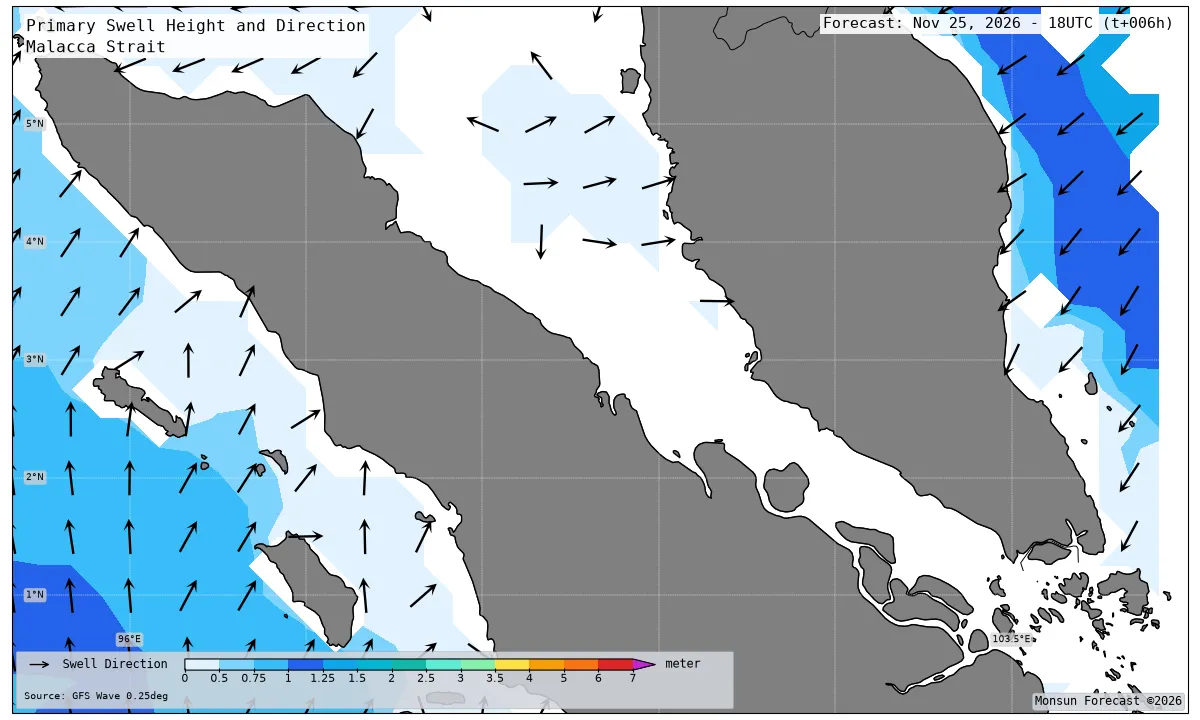 Primary Swell Height and Direction
Malacca Strait
Forecast: Nov 25, 2026 - 18UTC (t+006h)
5°N
4°N
3°N
2°N
1°N
96°E
103.5°E
Swell Direction
meter
0 0.5 0.75 1 1.25 1.5 2 2.5 3 3.5 4 5 6 7
Source: GFS Wave 0.25deg
Monsun Forecast ©2026